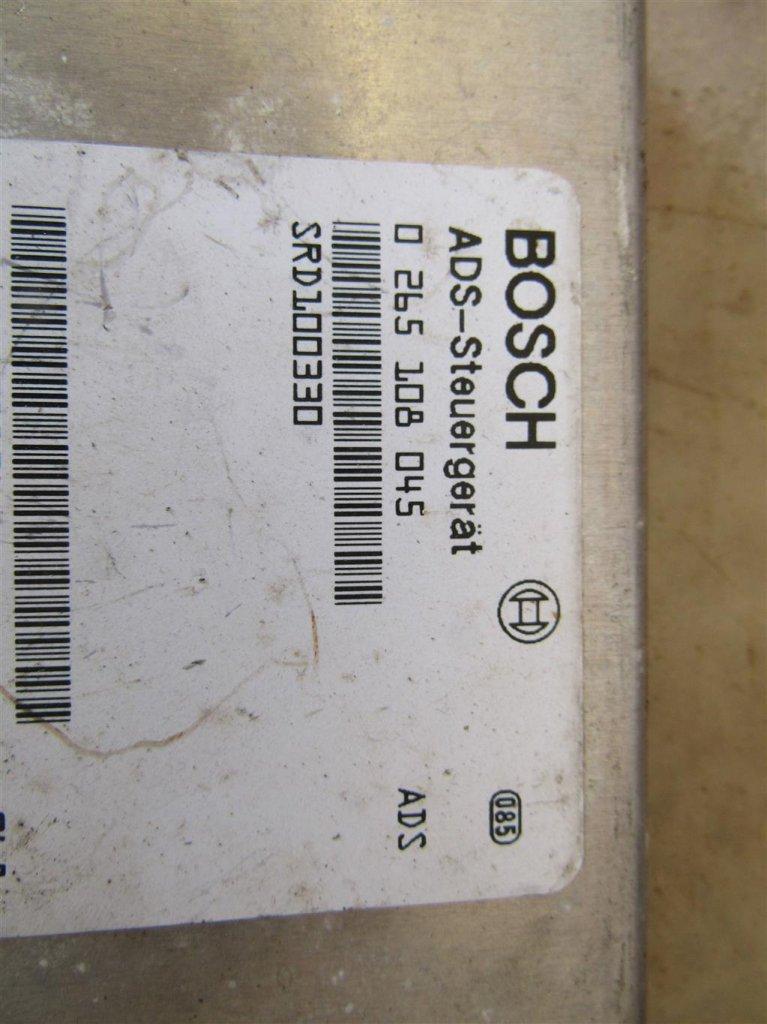 BOSCH
ADS-Steuergerät 085
0 265 108 045 ADS
SRD100330